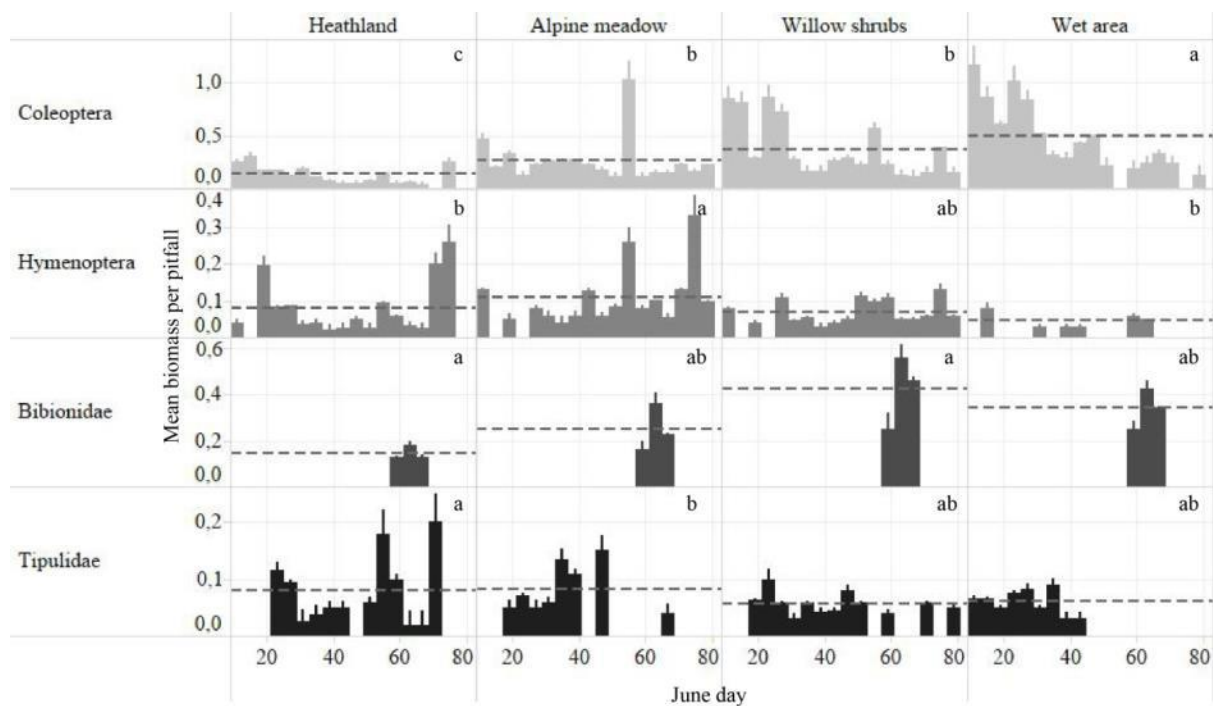 Heathland Alpine meadow Willow shrubs Wet area
Coleoptera 1,0 0,5 0,0 c b b a
Hymenoptera 0,4 0,3 0,2 0,1 0,0 b a ab b
Bibionidae 0,6 0,4 0,2 0,0 a ab a ab
Tipulidae 0,2 0,1 0,0 a b ab ab
Mean biomass per pitfall
20 40 60 80 20 40 60 80 20 40 60 80 20 40 60 80
June day